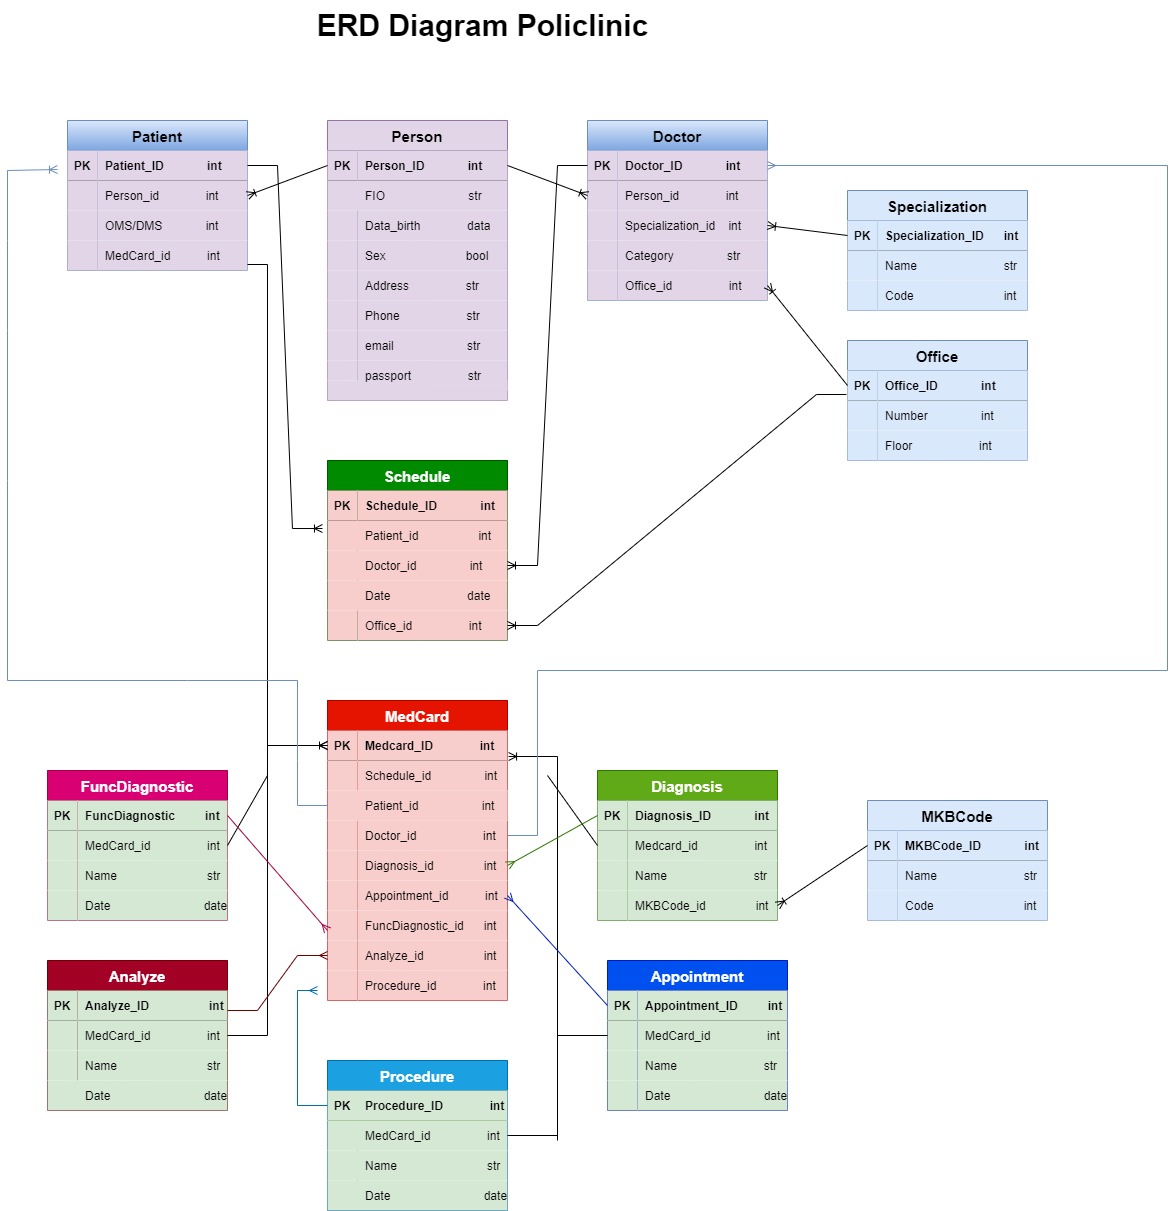 ERD Diagram Policlinic
Patient
PK Patient_ID int
Person_id int
OMS/DMS int
MedCard_id int
Person
PK Person_ID int
FIO str
Data_birth data
Sex bool
Address str
Phone str
email str
passport str
Doctor
PK Doctor_ID int
Person_id int
Specialization_id int
Category str
Office_id int
Specialization
PK Specialization_ID int
Name str
Code int
Office
PK Office_ID int
Number int
Floor int
Schedule
PK Schedule_ID int
Patient_id int
Doctor_id int
Date date
Office_id int
MedCard
PK Medcard_ID int
Schedule_id int
Patient_id int
Doctor_id int
Diagnosis_id int
Appointment_id int
FuncDiagnostic_id int
Analyze_id int
Procedure_id int
FuncDiagnostic
PK FuncDiagnostic int
MedCard_id int
Name str
Date date
Diagnosis
PK Diagnosis_ID int
Medcard_id int
Name str
MKBCode_id int
MKBCode
PK MKBCode_ID int
Name str
Code int
Analyze
PK Analyze_ID int
MedCard_id int
Name str
Date date
Appointment
PK Appointment_ID int
MedCard_id int
Name str
Date date
Procedure
PK Procedure_ID int
MedCard_id int
Name str
Date date